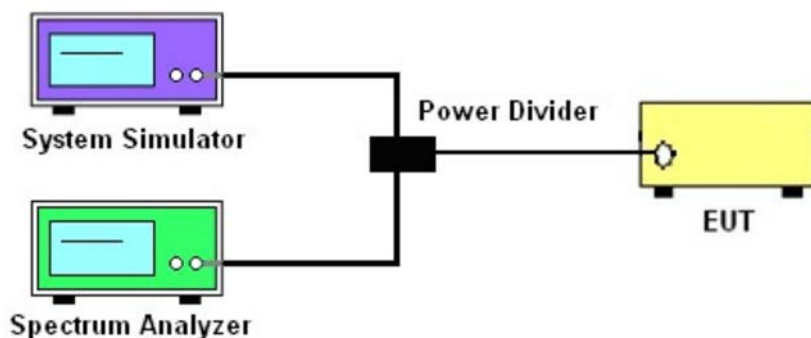 System Simulator
Power Divider
EUT
Spectrum Analyzer